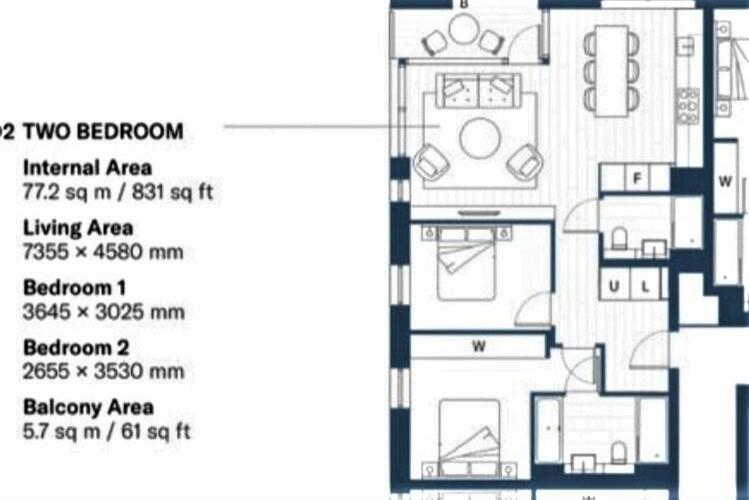 B
02 TWO BEDROOM
Internal Area
77.2 sq m / 831 sq ft
Living Area
7355 × 4580 mm
Bedroom 1
3645 × 3025 mm
Bedroom 2
2655 × 3530 mm
Balcony Area
5.7 sq m / 61 sq ft
F
W
U L
W